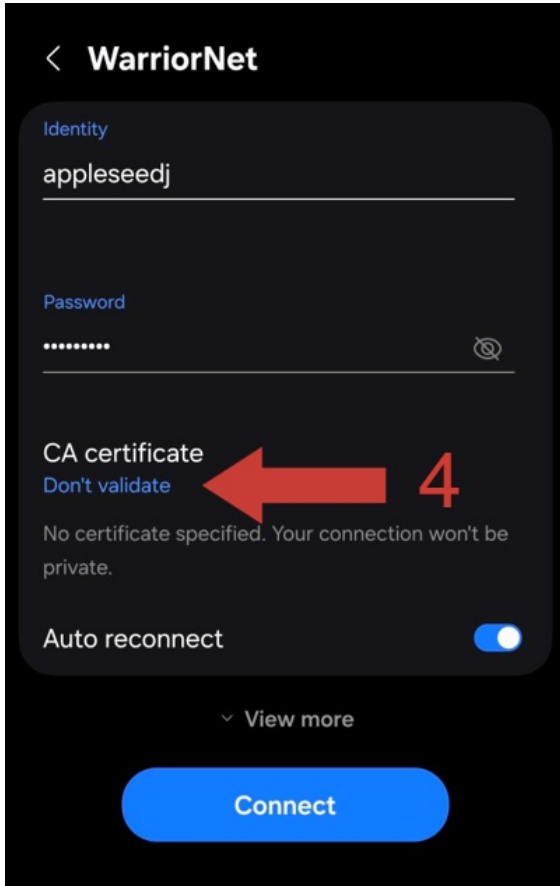 WarriorNet
Identity
appleseedj
Password
•••••••••
CA certificate
Don't validate
4
No certificate specified. Your connection won't be
private.
Auto reconnect
View more
Connect